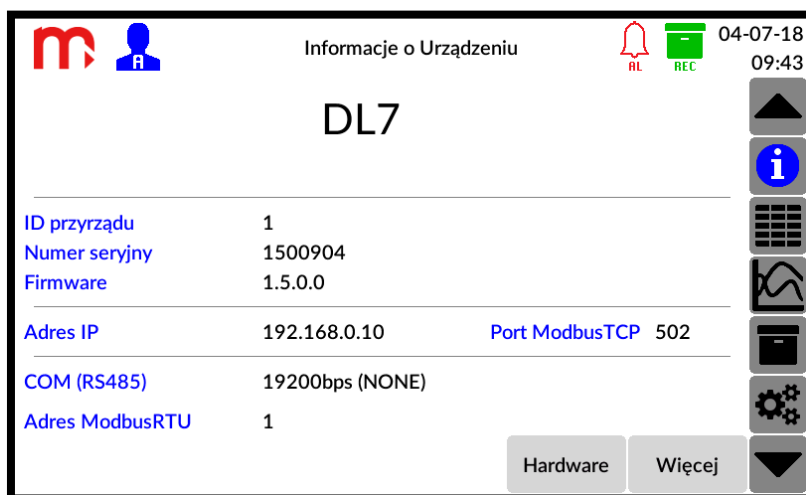 A
Informacje o Urządzeniu
AL
REC
04-07-18
09:43
DL7
ID przyrządu 1
Numer seryjny 1500904
Firmware 1.5.0.0
Adres IP 192.168.0.10 Port ModbusTCP 502
COM (RS485) 19200bps (NONE)
Adres ModbusRTU 1
Hardware Więcej